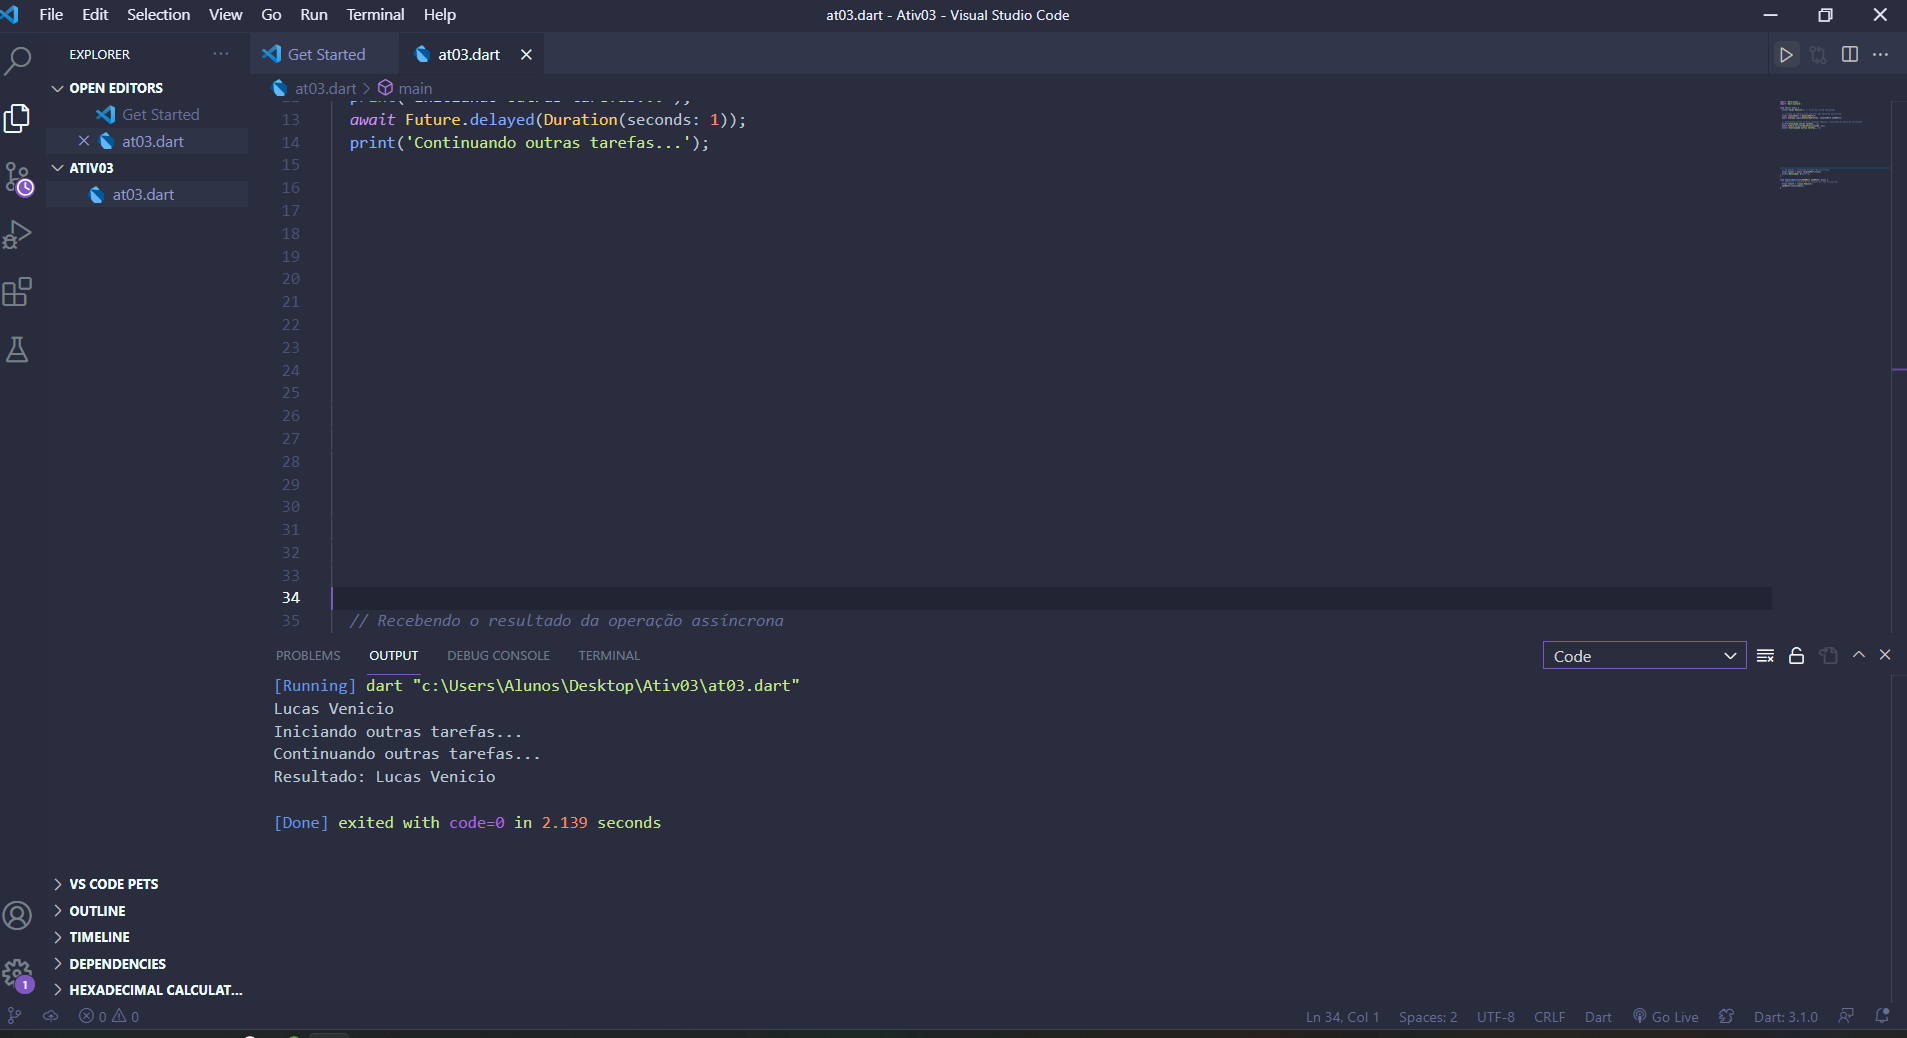 File Edit Selection View Go Run Terminal Help
at03.dart - Ativ03 - Visual Studio Code
EXPLORER
Get Started
at03.dart
OPEN EDITORS
Get Started
at03.dart
ATIV03
at03.dart
at03.dart > main
13 await Future.delayed(Duration(seconds: 1));
14 print('Continuando outras tarefas...');
15
16
17
18
19
20
21
22
23
24
25
26
27
28
29
30
31
32
33
34
35 // Recebendo o resultado da operação assíncrona
PROBLEMS OUTPUT DEBUG CONSOLE TERMINAL
Code
[Running] dart "c:\Users\Alunos\Desktop\Ativ03\at03.dart"
Lucas Venicio
Iniciando outras tarefas...
Continuando outras tarefas...
Resultado: Lucas Venicio
[Done] exited with code=0 in 2.139 seconds
VS CODE PETS
OUTLINE
TIMELINE
DEPENDENCIES
HEXADECIMAL CALCULAT...
1
0 0
Ln 34, Col 1 Spaces: 2 UTF-8 CRLF Dart Go Live Dart: 3.1.0